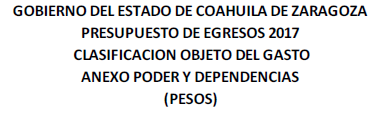 GOBIERNO DEL ESTADO DE COAHUILA DE ZARAGOZA
PRESUPUESTO DE EGRESOS 2017
CLASIFICACION OBJETO DEL GASTO
ANEXO PODER Y DEPENDENCIAS
(PESOS)